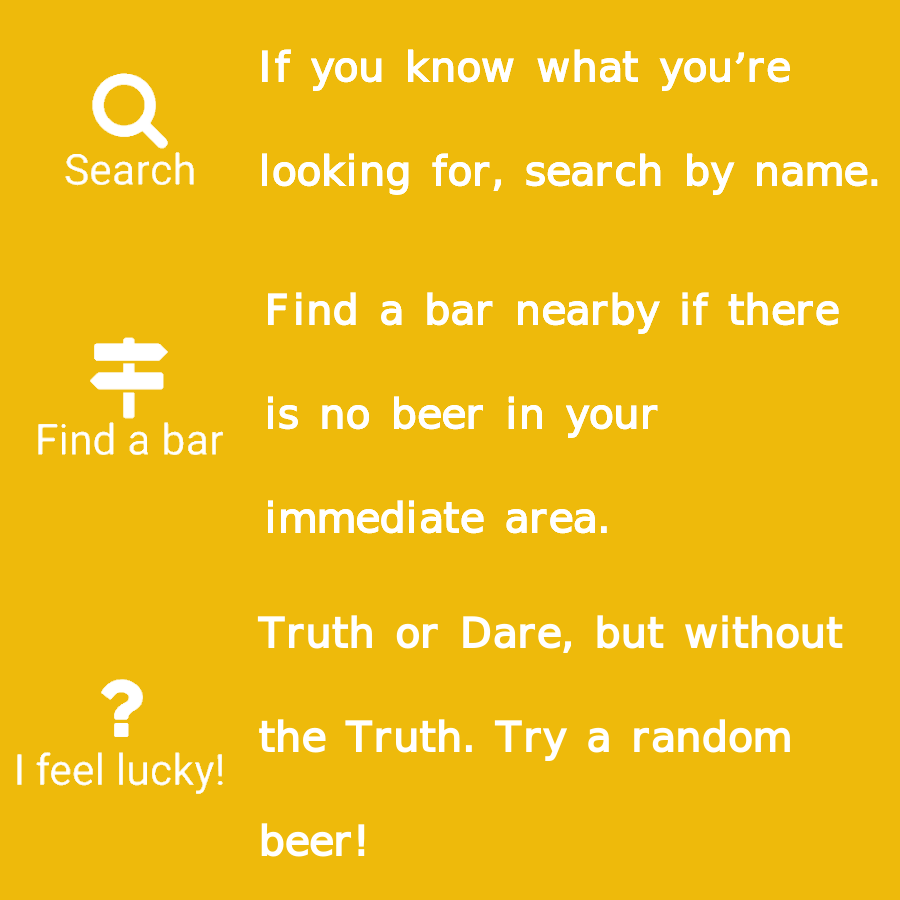 Search
If you know what you’re
looking for, search by name.
Find a bar
Find a bar nearby if there
is no beer in your
immediate area.
I feel lucky!
Truth or Dare, but without
the Truth. Try a random
beer!